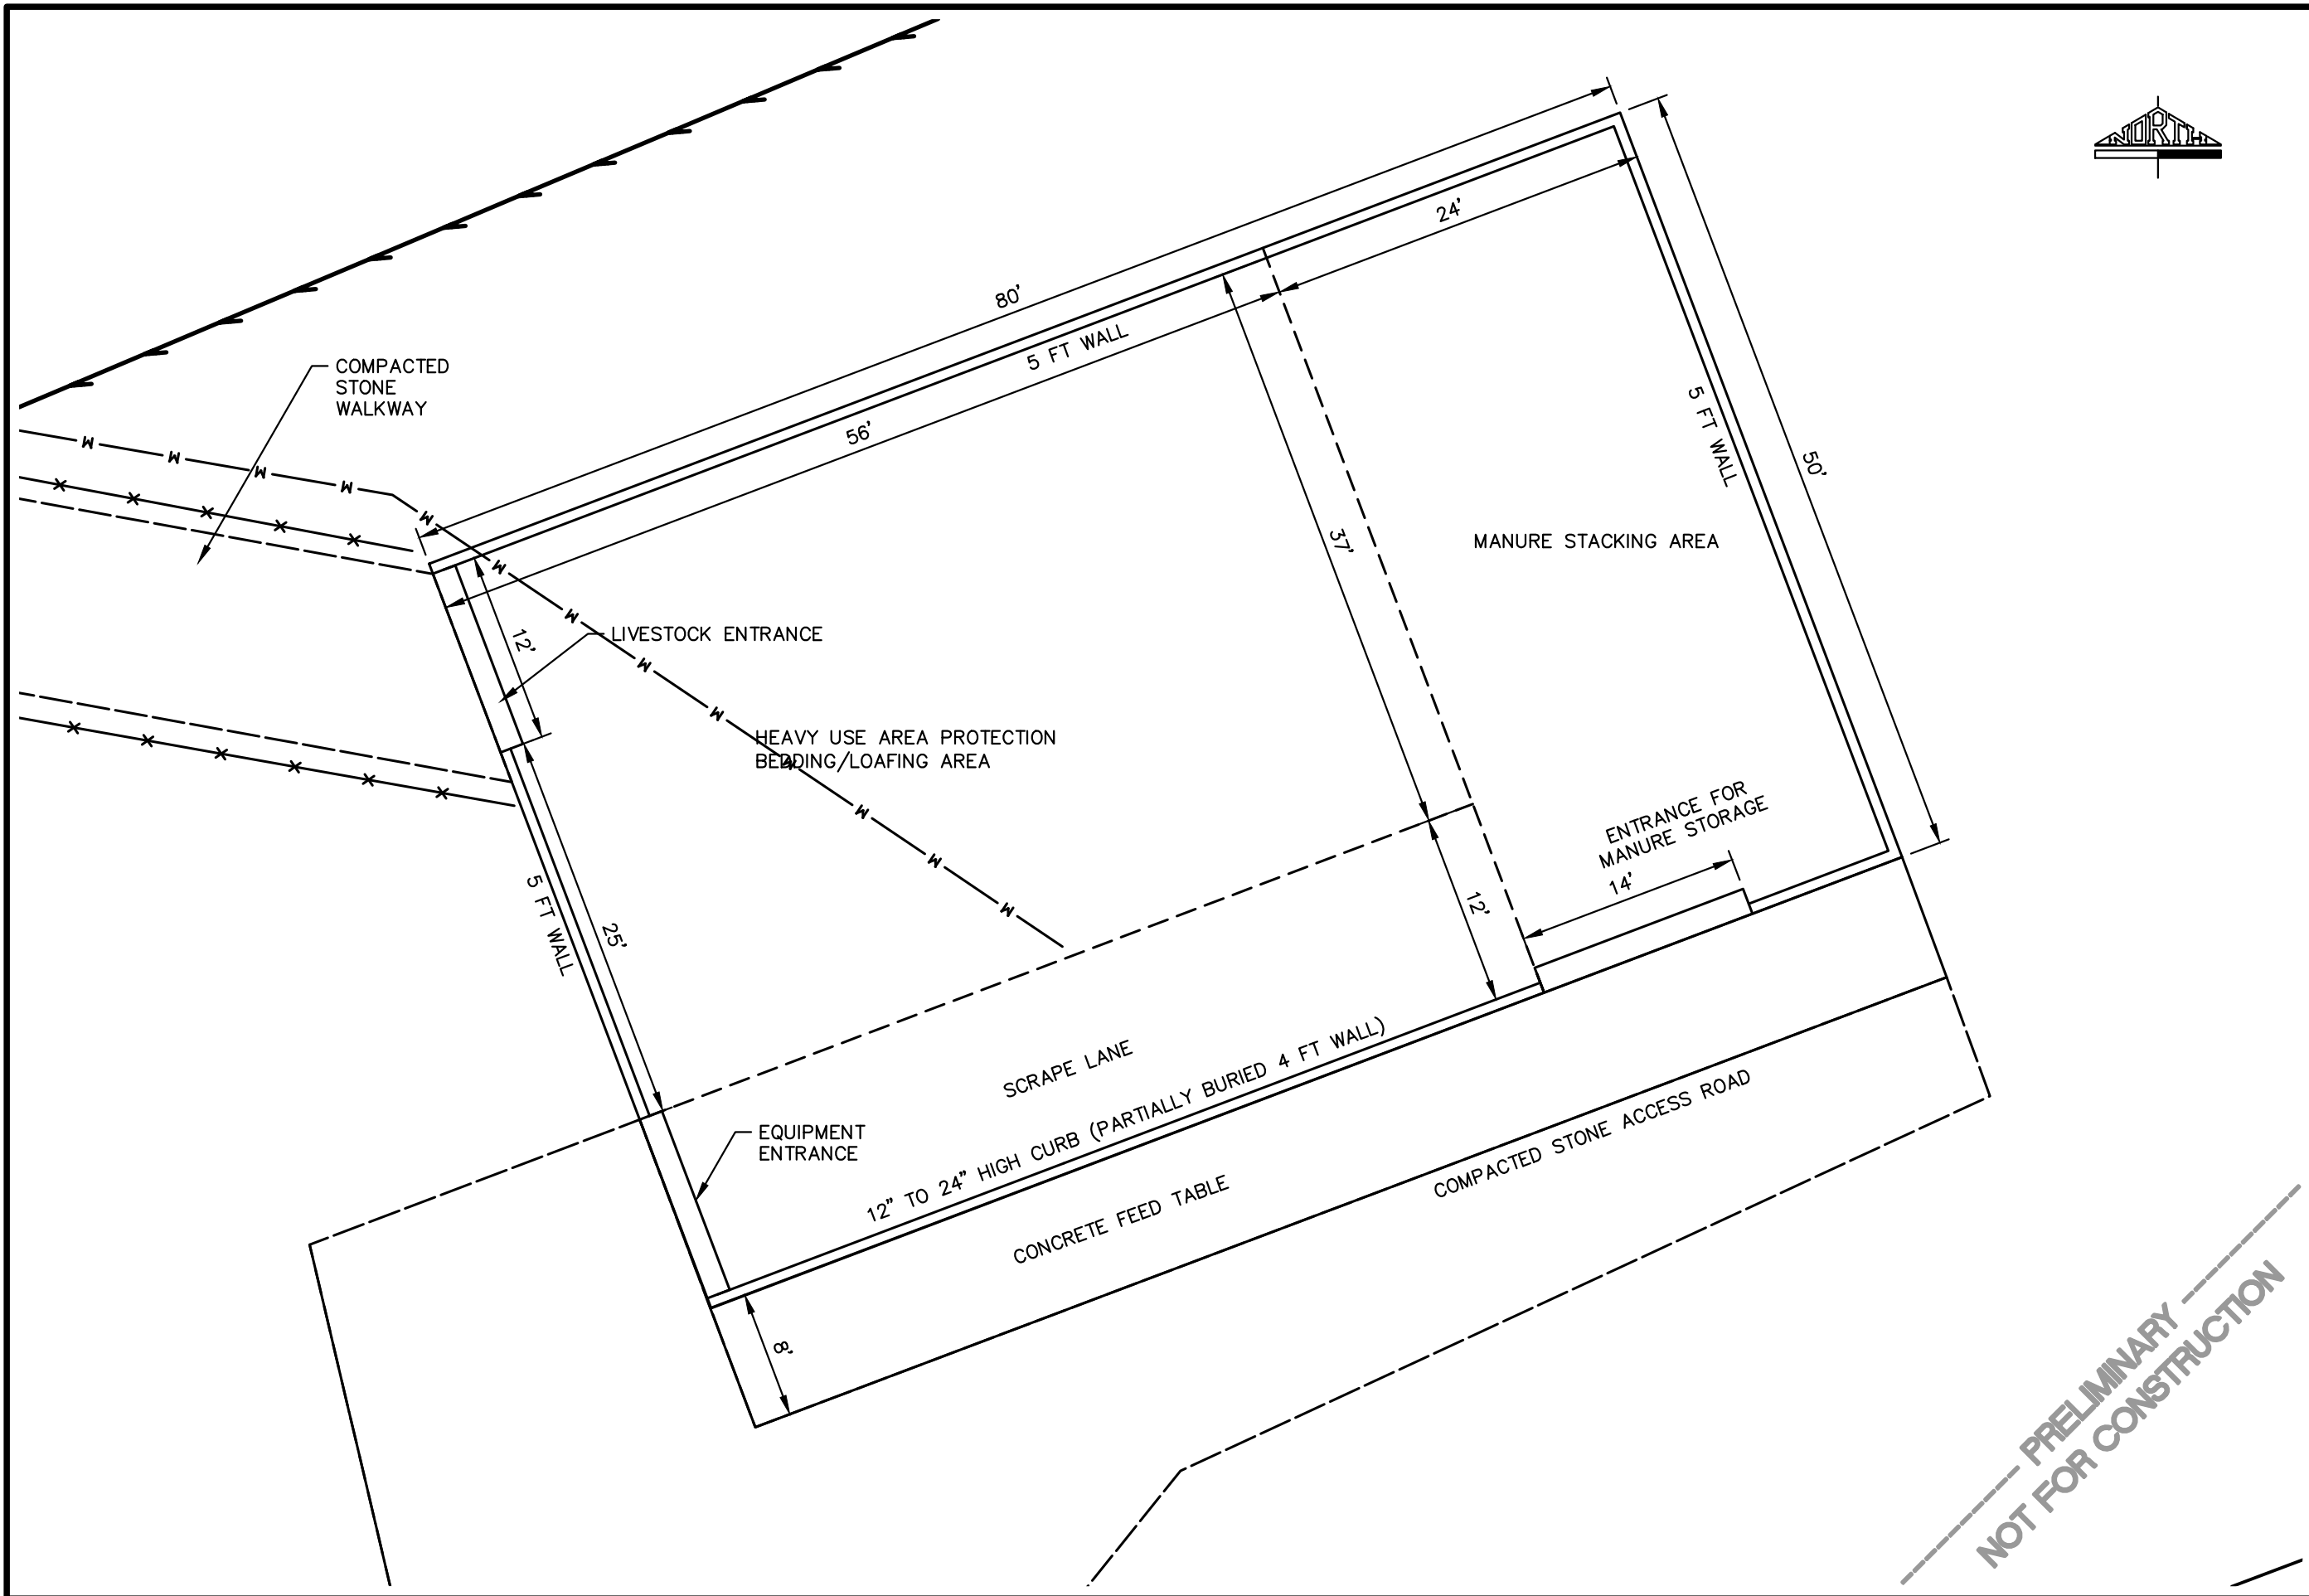 NORTH
80'
24'
5 FT WALL
56'
COMPACTED
STONE
WALKWAY
W W W W W W W W W W W W W
5 FT WALL
50'
37'
MANURE STACKING AREA
12'
LIVESTOCK ENTRANCE
HEAVY USE AREA PROTECTION
BEDDING/LOAFING AREA
ENTRANCE FOR
MANURE STORAGE
14'
12'
5 FT WALL
25'
SCRAPE LANE
12" TO 24" HIGH CURB (PARTIALLY BURIED 4 FT WALL)
EQUIPMENT
ENTRANCE
CONCRETE FEED TABLE
COMPACTED STONE ACCESS ROAD
8'
PRELIMINARY
NOT FOR CONSTRUCTION